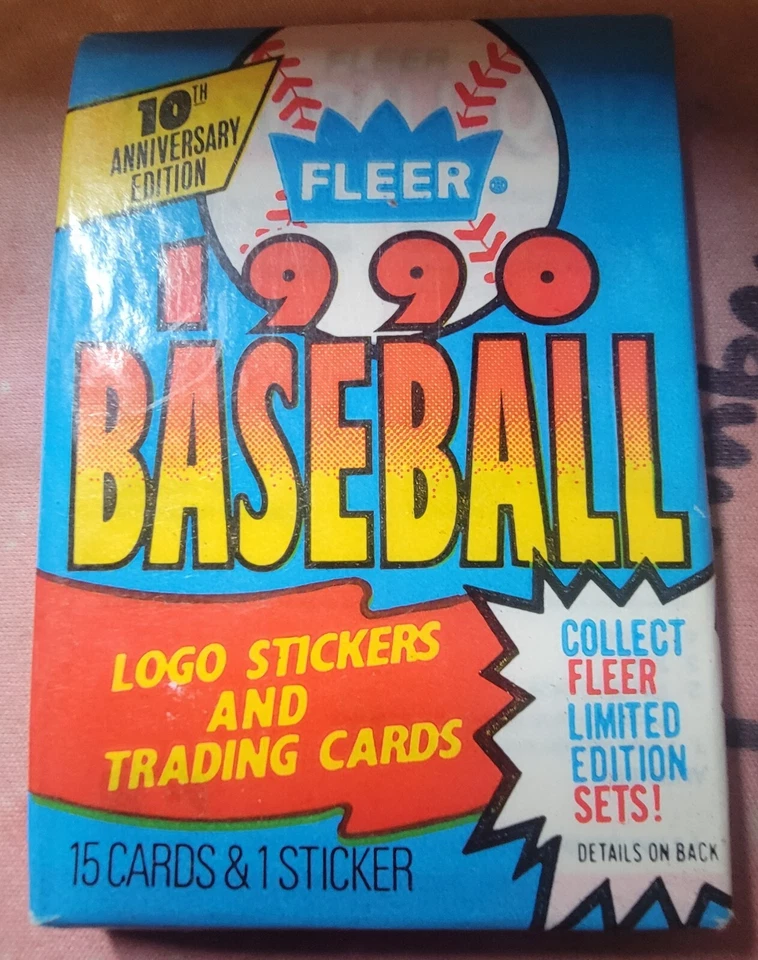 10TH
ANNIVERSARY
EDITION
FLEER
1990
BASEBALL
LOGO STICKERS
AND
TRADING CARDS
COLLECT
FLEER
LIMITED
EDITION
SETS!
DETAILS ON BACK
15 CARDS & 1 STICKER